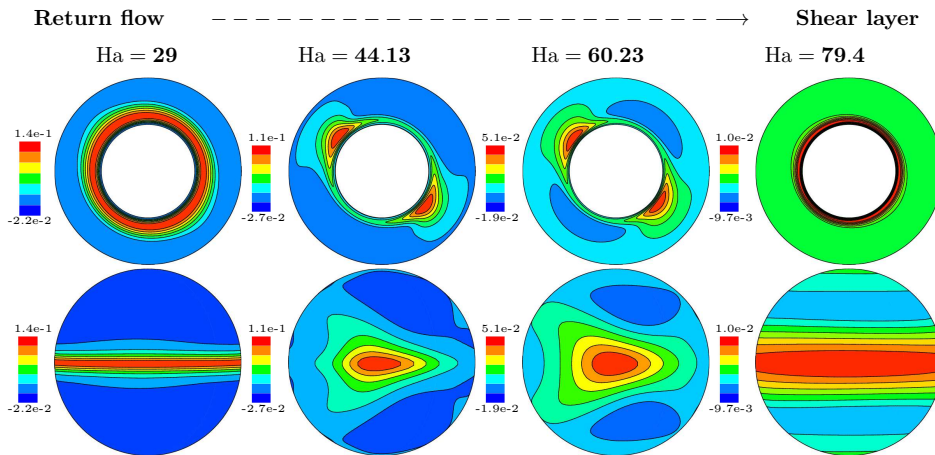 Return flow Shear layer
Ha = 29 Ha = 44.13 Ha = 60.23 Ha = 79.4
1.4e-1 1.1e-1 5.1e-2 1.0e-2
-2.2e-2 -2.7e-2 -1.9e-2 -9.7e-3
1.4e-1 1.1e-1 5.1e-2 1.0e-2
-2.2e-2 -2.7e-2 -1.9e-2 -9.7e-3